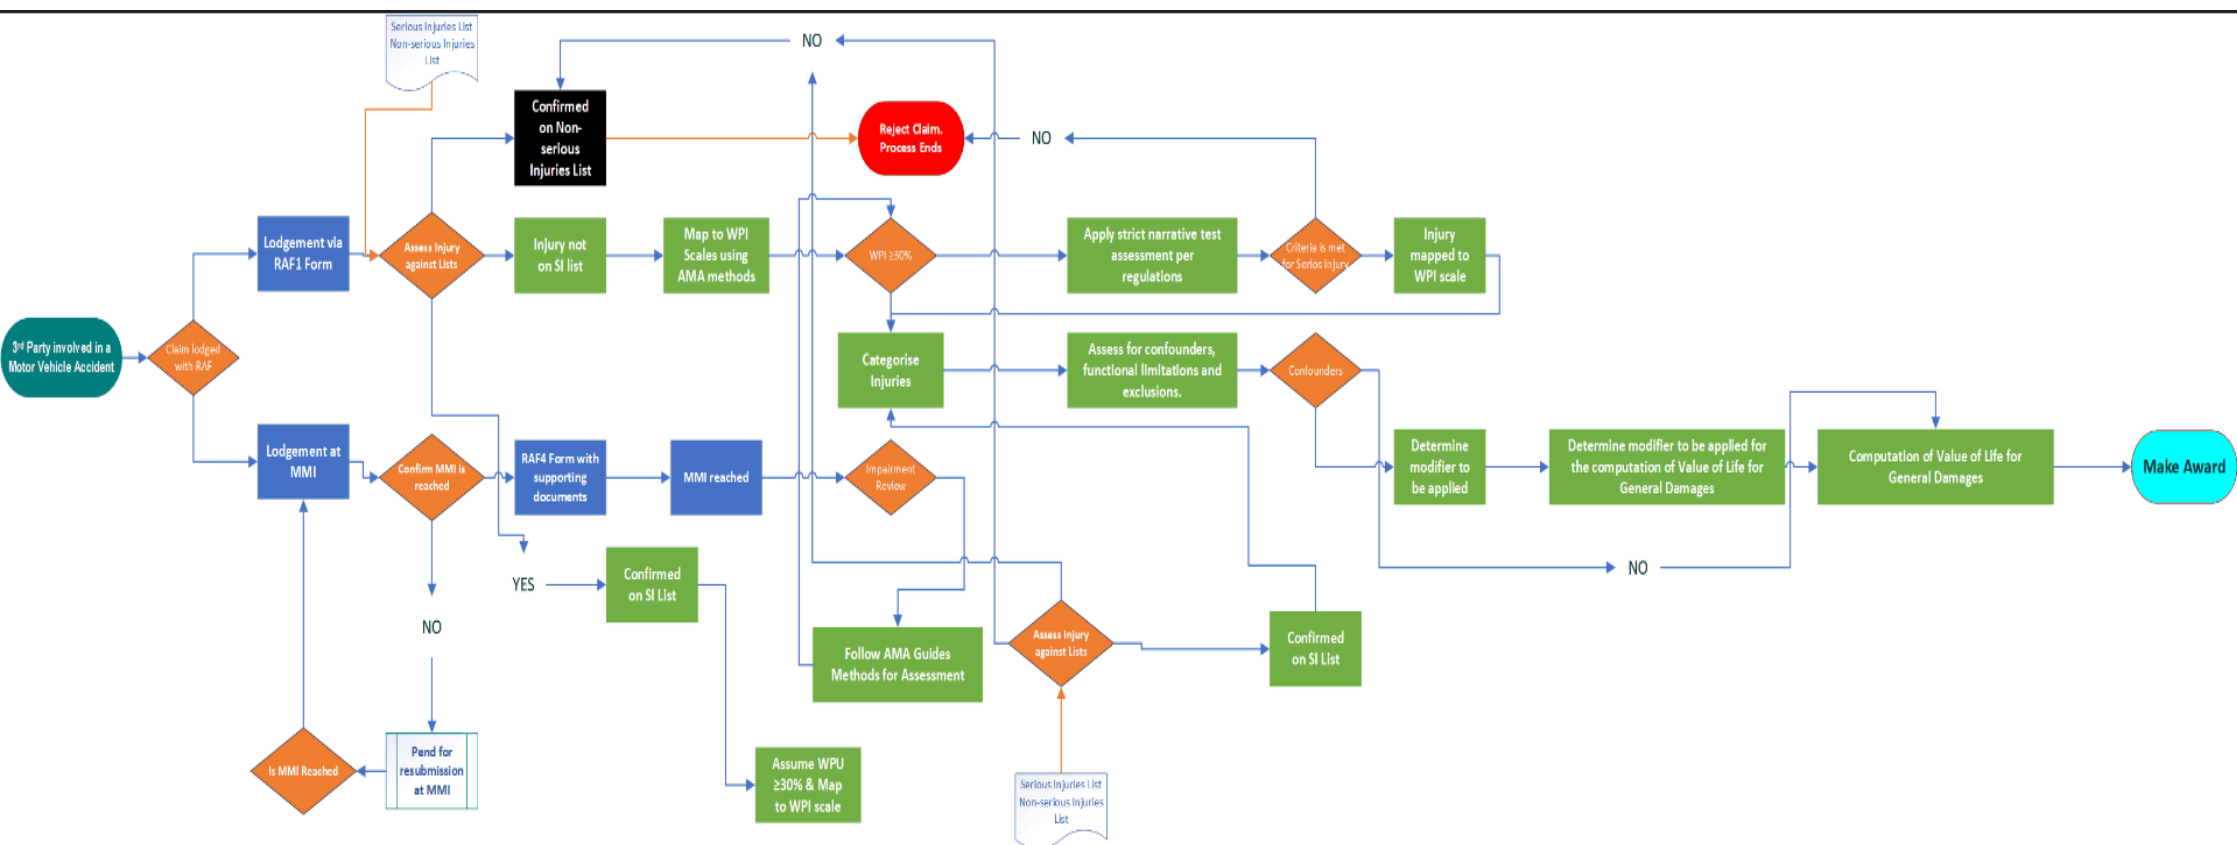 Serious Injuries List
Non-serious Injuries
List
NO
Confirmed
on Non-
serious
Injuries List
Reject Claim.
Process Ends
NO
Lodgement via
RAF1 Form
Assess Injury
against Lists
Injury not
on SI list
Map to WPI
Scales using
AMA methods
WPI ≥30%
Apply strict narrative test
assessment per
regulations
Criteria is met
for Serios Injury
Injury
mapped to
WPI scale
3rd Party involved in a
Motor Vehicle Accident
Claim lodged
with RAF
Categorise
Injuries
Assess for confounders,
functional limitations and
exclusions.
Confounders
Lodgement at
MMI
Confirm MMI is
reached
RAF4 Form with
supporting
documents
MMI reached
Impairment
Review
Determine
modifier to
be applied
Determine modifier to be applied for
the computation of Value of Life for
General Damages
Computation of Value of Life for
General Damages
Make Award
YES
Confirmed
on SI List
NO
NO
Follow AMA Guides
Methods for Assessment
Assess Injury
against Lists
Confirmed
on SI List
Is MMI Reached
Pend for
resubmission
at MMI
Assume WPU
≥30% & Map
to WPI scale
Serious Injuries List
Non-serious Injuries
List